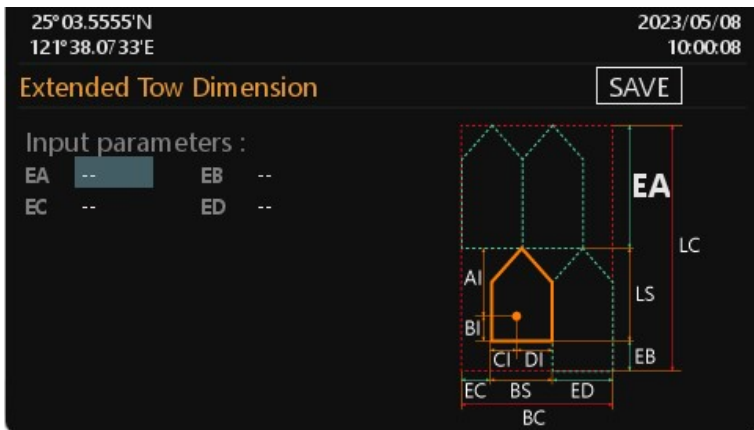 25°03.5555'N
2023/05/08
121°38.0733'E
10:00:08
Extended Tow Dimension
SAVE
Input parameters :
EA -- EB --
EC -- ED --
EA
LC
AI
LS
BI
CI DI
EB
EC BS ED
BC